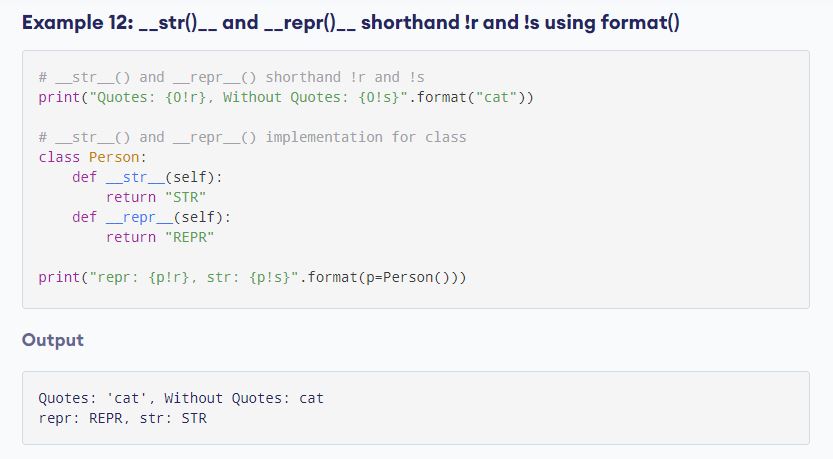 Example 12: __str()__ and __repr()__ shorthand !r and !s using format()
# __str__() and __repr__() shorthand !r and !s
print("Quotes: {0!r}, Without Quotes: {0!s}".format("cat"))
# __str__() and __repr__() implementation for class
class Person:
    def __str__(self):
        return "STR"
    def __repr__(self):
        return "REPR"
print("repr: {p!r}, str: {p!s}".format(p=Person()))
Output
Quotes: 'cat', Without Quotes: cat
repr: REPR, str: STR